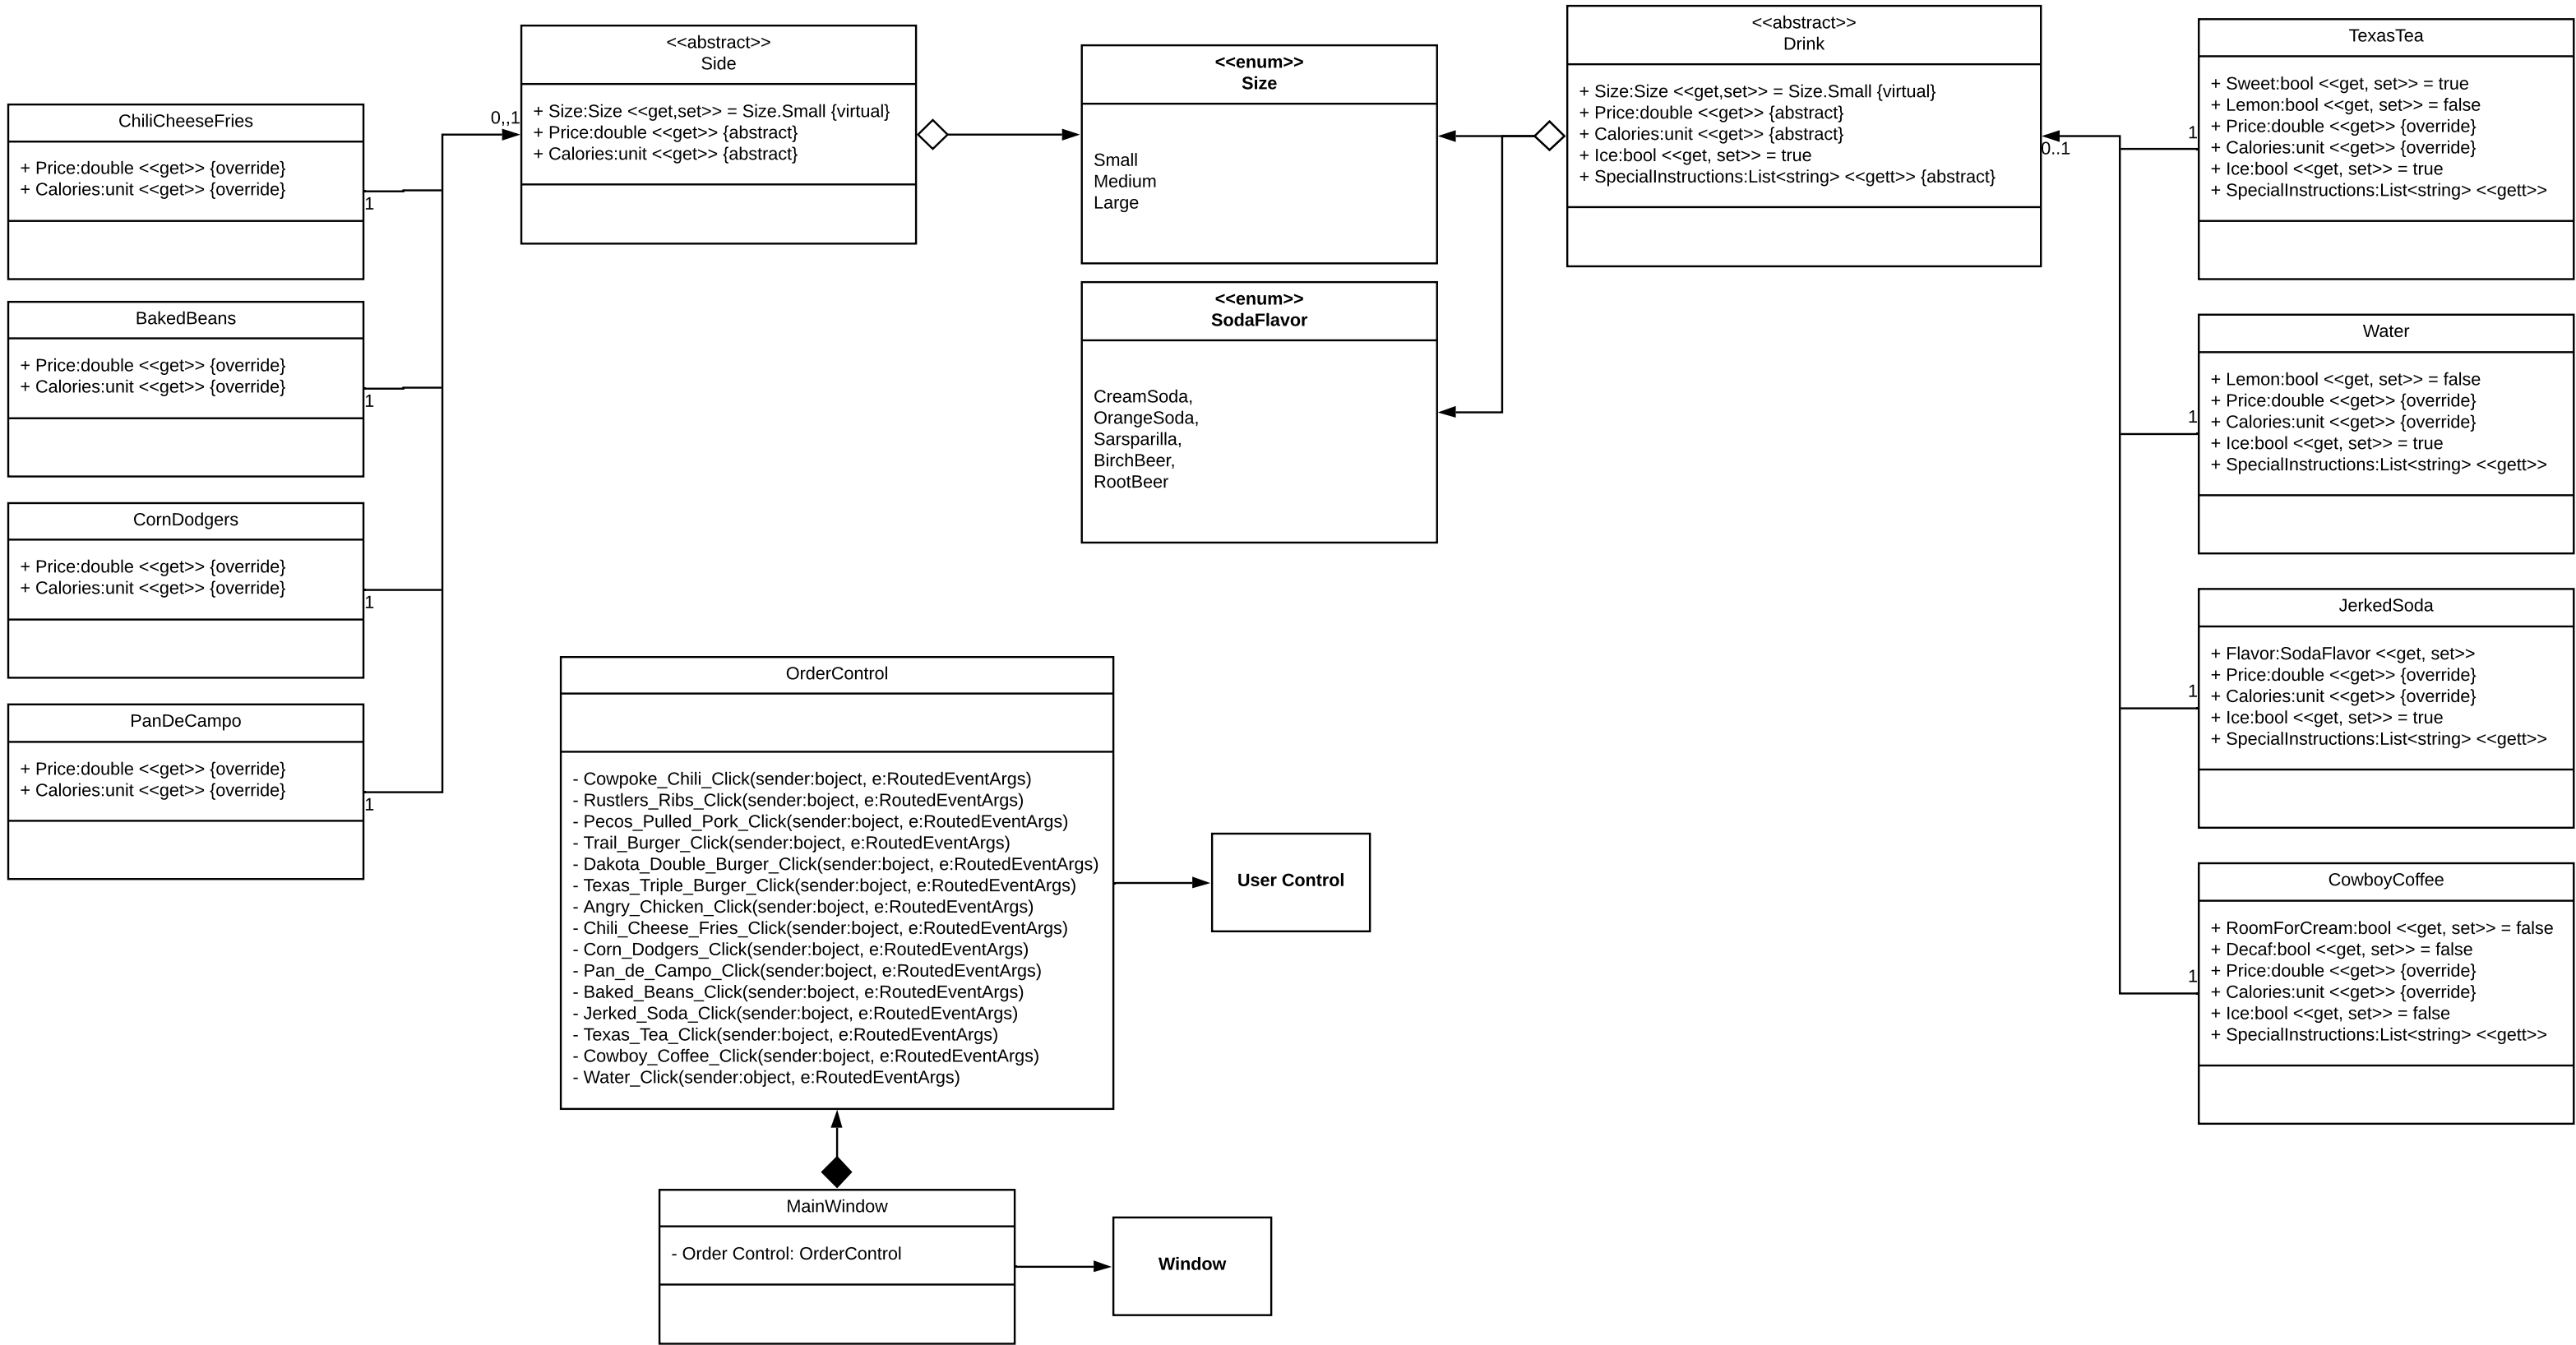 <<abstract>>
Side
+ Size:Size <<get,set>> = Size.Small {virtual}
+ Price:double <<get>> {abstract}
+ Calories:unit <<get>> {abstract}
<<enum>>
Size
Small
Medium
Large
<<abstract>>
Drink
+ Size:Size <<get,set>> = Size.Small {virtual}
+ Price:double <<get>> {abstract}
+ Calories:unit <<get>> {abstract}
+ Ice:bool <<get, set>> = true
+ SpecialInstructions:List<string> <<gett>> {abstract}
TexasTea
+ Sweet:bool <<get, set>> = true
+ Lemon:bool <<get, set>> = false
+ Price:double <<get>> {override}
+ Calories:unit <<get>> {override}
+ Ice:bool <<get, set>> = true
+ SpecialInstructions:List<string> <<gett>>
1
0..1
ChiliCheeseFries
+ Price:double <<get>> {override}
+ Calories:unit <<get>> {override}
1
0,,1
BakedBeans
+ Price:double <<get>> {override}
+ Calories:unit <<get>> {override}
1
<<enum>>
SodaFlavor
CreamSoda,
OrangeSoda,
Sarsparilla,
BirchBeer,
RootBeer
Water
+ Lemon:bool <<get, set>> = false
+ Price:double <<get>> {override}
+ Calories:unit <<get>> {override}
+ Ice:bool <<get, set>> = true
+ SpecialInstructions:List<string> <<gett>>
1
CornDodgers
+ Price:double <<get>> {override}
+ Calories:unit <<get>> {override}
1
JerkedSoda
+ Flavor:SodaFlavor <<get, set>>
+ Price:double <<get>> {override}
+ Calories:unit <<get>> {override}
+ Ice:bool <<get, set>> = true
+ SpecialInstructions:List<string> <<gett>>
1
PanDeCampo
+ Price:double <<get>> {override}
+ Calories:unit <<get>> {override}
1
OrderControl
- Cowpoke_Chili_Click(sender:boject, e:RoutedEventArgs)
- Rustlers_Ribs_Click(sender:boject, e:RoutedEventArgs)
- Pecos_Pulled_Pork_Click(sender:boject, e:RoutedEventArgs)
- Trail_Burger_Click(sender:boject, e:RoutedEventArgs)
- Dakota_Double_Burger_Click(sender:boject, e:RoutedEventArgs)
- Texas_Triple_Burger_Click(sender:boject, e:RoutedEventArgs)
- Angry_Chicken_Click(sender:boject, e:RoutedEventArgs)
- Chili_Cheese_Fries_Click(sender:boject, e:RoutedEventArgs)
- Corn_Dodgers_Click(sender:boject, e:RoutedEventArgs)
- Pan_de_Campo_Click(sender:boject, e:RoutedEventArgs)
- Baked_Beans_Click(sender:boject, e:RoutedEventArgs)
- Jerked_Soda_Click(sender:boject, e:RoutedEventArgs)
- Texas_Tea_Click(sender:boject, e:RoutedEventArgs)
- Cowboy_Coffee_Click(sender:boject, e:RoutedEventArgs)
- Water_Click(sender:object, e:RoutedEventArgs)
User Control
CowboyCoffee
+ RoomForCream:bool <<get, set>> = false
+ Decaf:bool <<get, set>> = false
+ Price:double <<get>> {override}
+ Calories:unit <<get>> {override}
+ Ice:bool <<get, set>> = false
+ SpecialInstructions:List<string> <<gett>>
1
MainWindow
- Order Control: OrderControl
Window